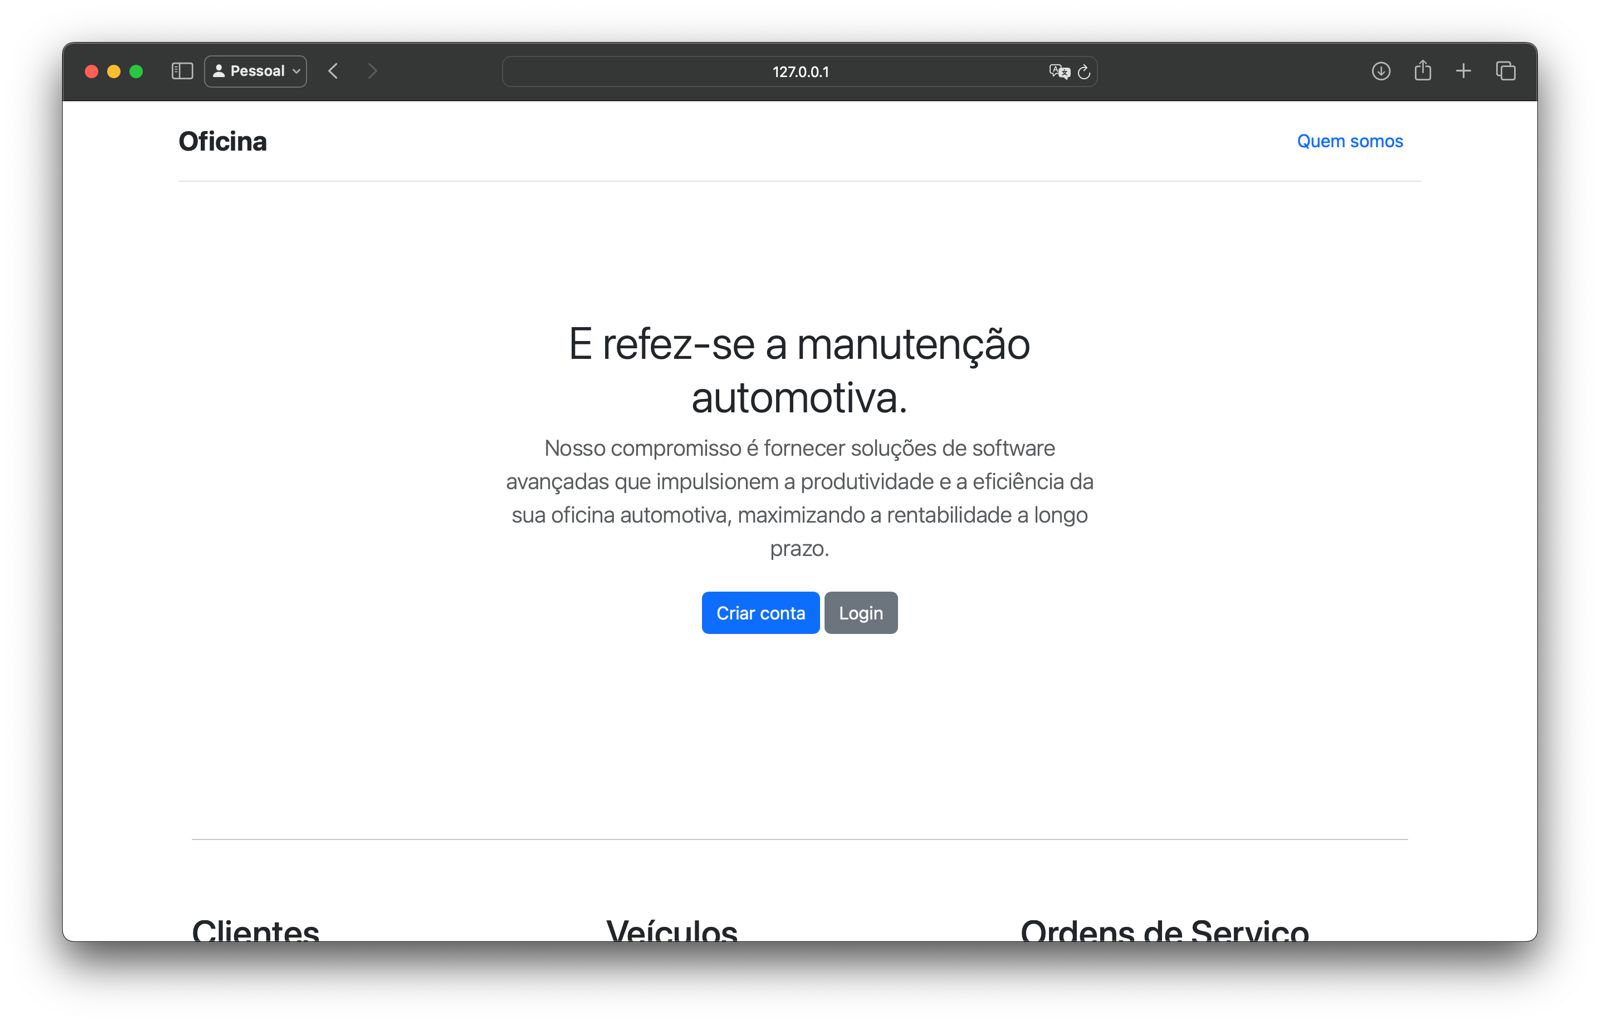 Pessoal
127.0.0.1
Oficina
Quem somos
E refez-se a manutenção
automotiva.
Nosso compromisso é fornecer soluções de software
avançadas que impulsionem a produtividade e a eficiência da
sua oficina automotiva, maximizando a rentabilidade a longo
prazo.
Criar conta
Login
Clientes
Veículos
Ordens de Serviço